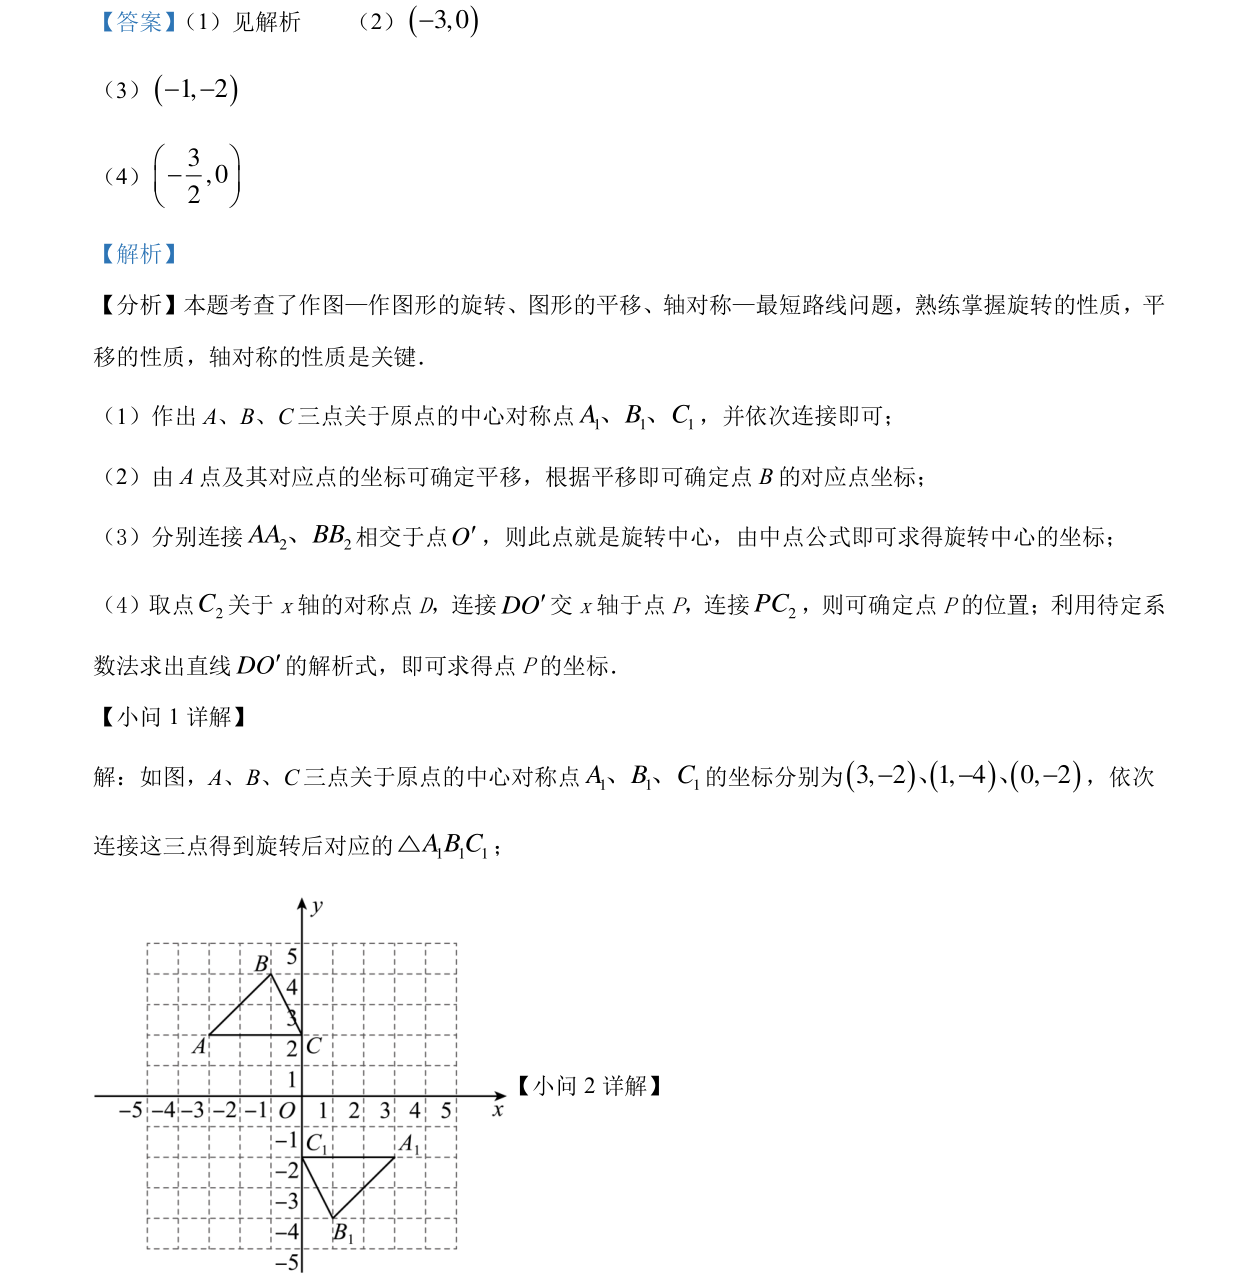 【答案】（1）见解析　　（2）(−3,0)
（3）(−1,−2)
（4）(−3/2,0)
【解析】
【分析】本题考查了作图—作图形的旋转、图形的平移、轴对称—最短路线问题，熟练掌握旋转的性质，平
移的性质，轴对称的性质是关键．
（1）作出 A、B、C 三点关于原点的中心对称点 A₁、B₁、C₁，并依次连接即可；
（2）由 A 点及其对应点的坐标可确定平移，根据平移即可确定点 B 的对应点坐标；
（3）分别连接 AA₂、BB₂ 相交于点 O′，则此点就是旋转中心，由中点公式即可求得旋转中心的坐标；
（4）取点 C₂ 关于 x 轴的对称点 D，连接 DO′ 交 x 轴于点 P，连接 PC₂，则可确定点 P 的位置；利用待定系
数法求出直线 DO′ 的解析式，即可求得点 P 的坐标．
【小问 1 详解】
解：如图，A、B、C 三点关于原点的中心对称点 A₁、B₁、C₁ 的坐标分别为(3,−2)、(1,−4)、(0,−2)，依次
连接这三点得到旋转后对应的 △A₁B₁C₁；
y
B 5
4
3
A 2 C
1
−5 −4 −3 −2 −1 O 1 2 3 4 5 x
【小问 2 详解】
−1 C₁ A₁
−2
−3
−4 B₁
−5